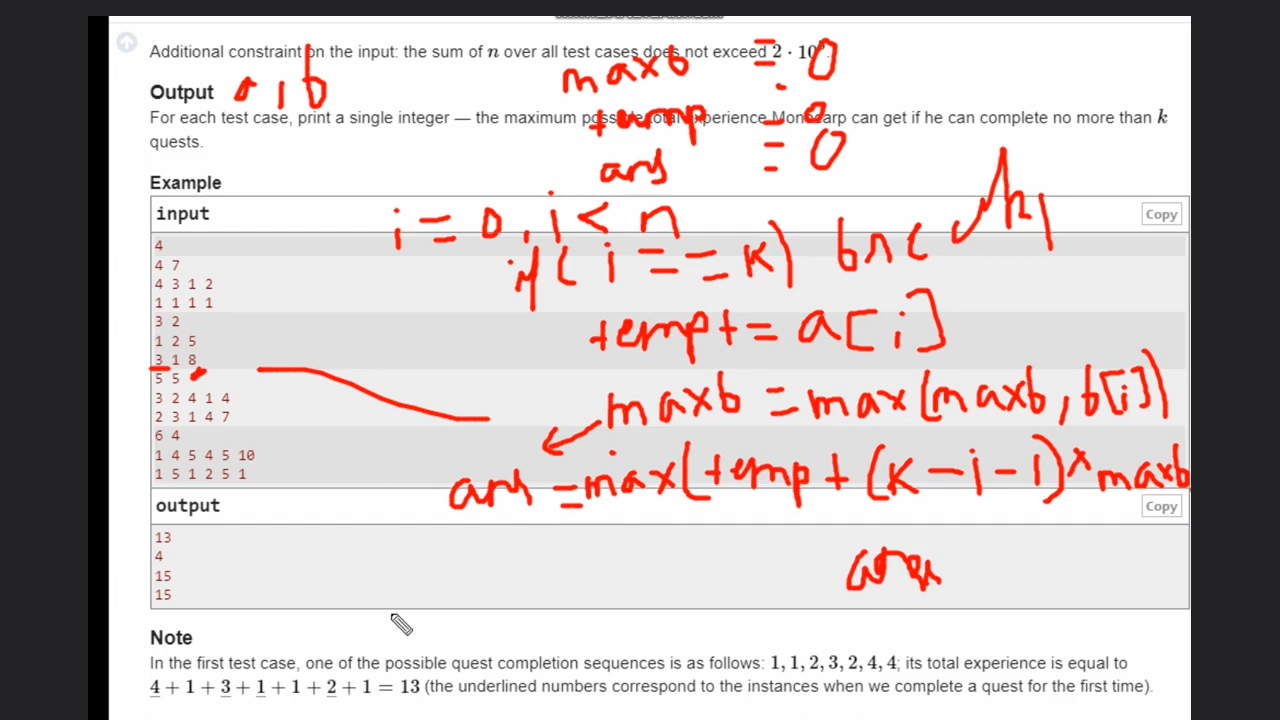 Additional constraint on the input: the sum of n over all test cases does not exceed 2 · 10
maxb = 0
Output a, b
For each test case, print a single integer — the maximum possible total experience Monocarp can get if he can complete no more than k
quests.
temp = 0
ans = 0
Example
input
Copy
i = 0, i < n
if ( i == k) br
temp += a[i]
maxb = max(maxb, b[i])
ans = max(temp + (k-i-1)* maxb
4
4 7
4 3 1 2
1 1 1 1
3 2
1 2 5
3 1 8
5 5
3 2 4 1 4
2 3 1 4 7
6 4
1 4 5 4 5 10
1 5 1 2 5 1
output
Copy
13
4
15
15
ans
Note
In the first test case, one of the possible quest completion sequences is as follows: 1, 1, 2, 3, 2, 4, 4; its total experience is equal to
4 + 1 + 3 + 1 + 1 + 2 + 1 = 13 (the underlined numbers correspond to the instances when we complete a quest for the first time).